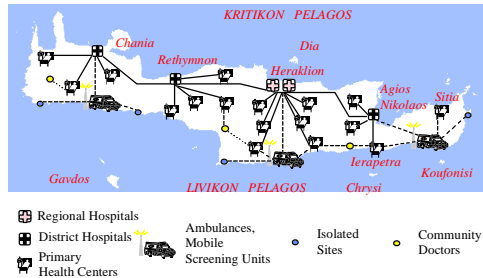 KRITIKON PELAGOS
Chania
Dia
Rethymnon
Heraklion
Agios
Nikolaos
Sitia
Ierapetra
Koufonisi
Gavdos
LIVIKON PELAGOS
Chrysi
Regional Hospitals
District Hospitals
Primary
Health Centers
Ambulances,
Mobile
Screening Units
Isolated
Sites
Community
Doctors